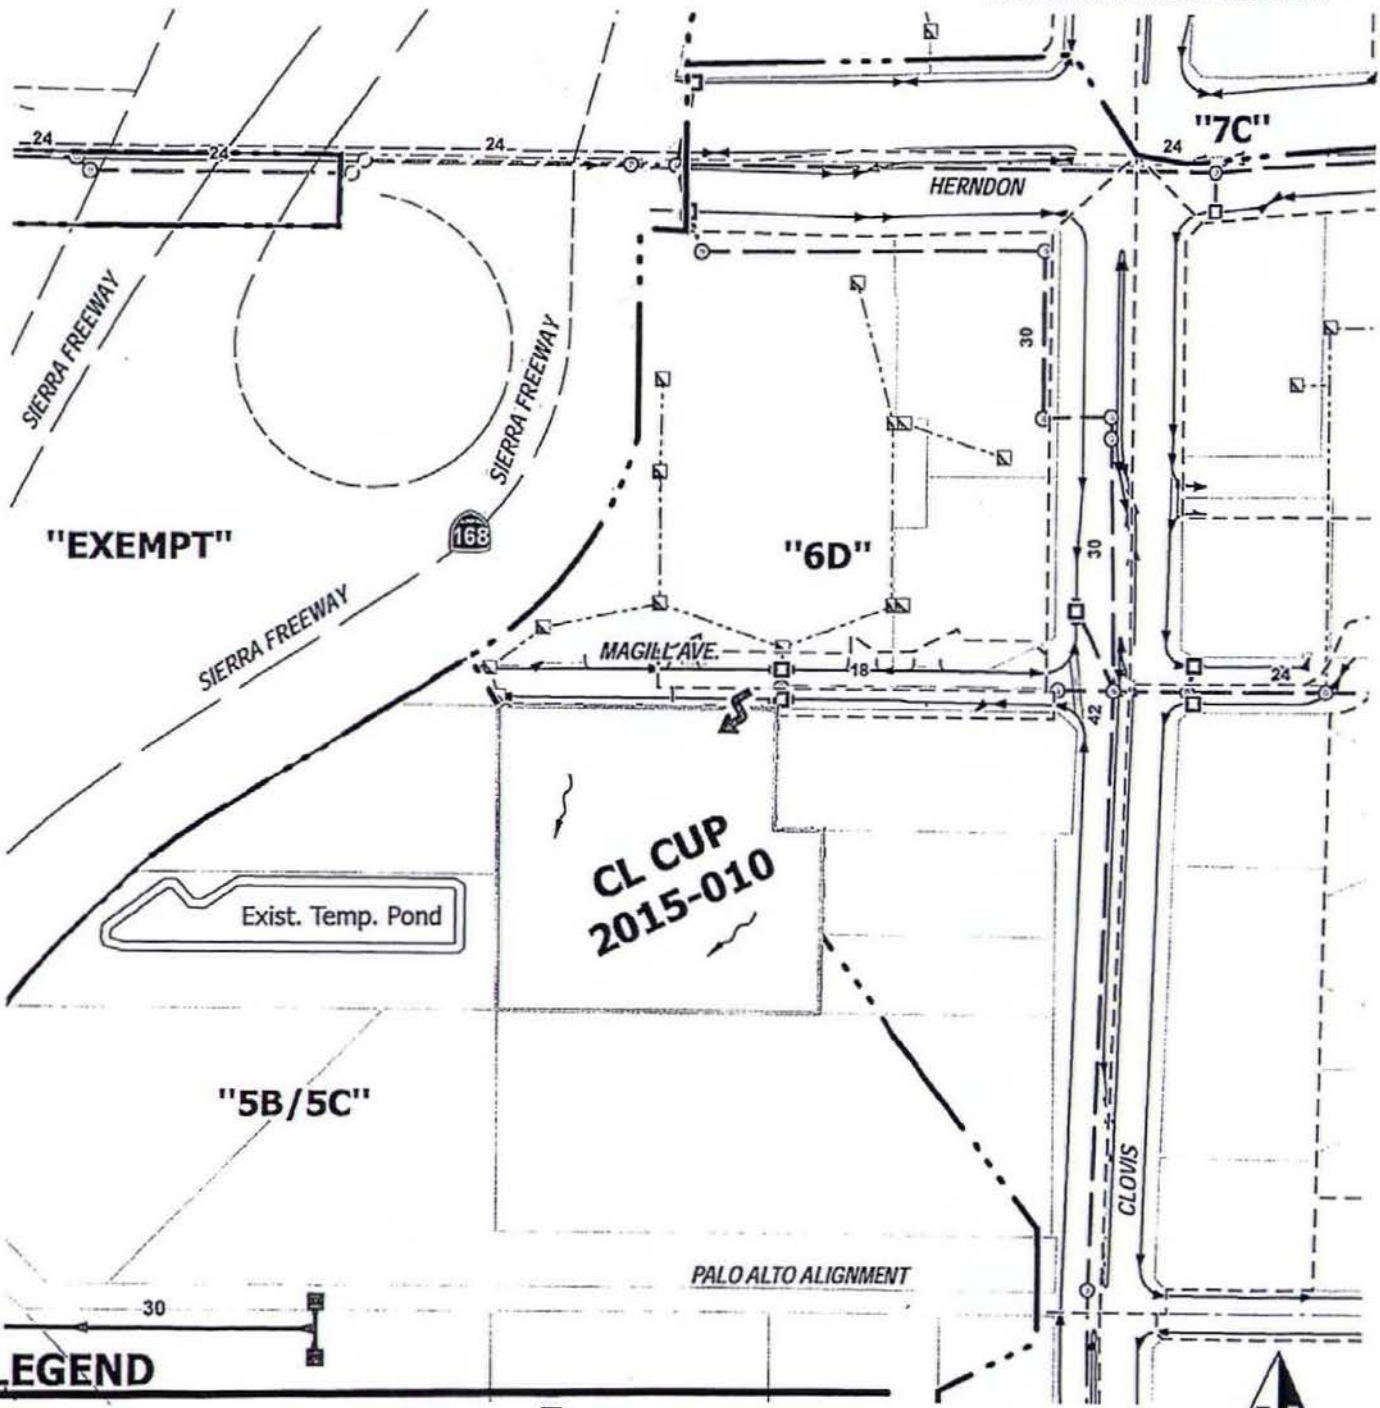 "7C"
24
24
24
24
HERNDON
SIERRA FREEWAY
SIERRA FREEWAY
30
168
"EXEMPT"
"6D"
30
SIERRA FREEWAY
MAGILL AVE.
18
24
42
CL CUP
2015-010
Exist. Temp. Pond
"5B/5C"
CLOVIS
PALO ALTO ALIGNMENT
30
LEGEND